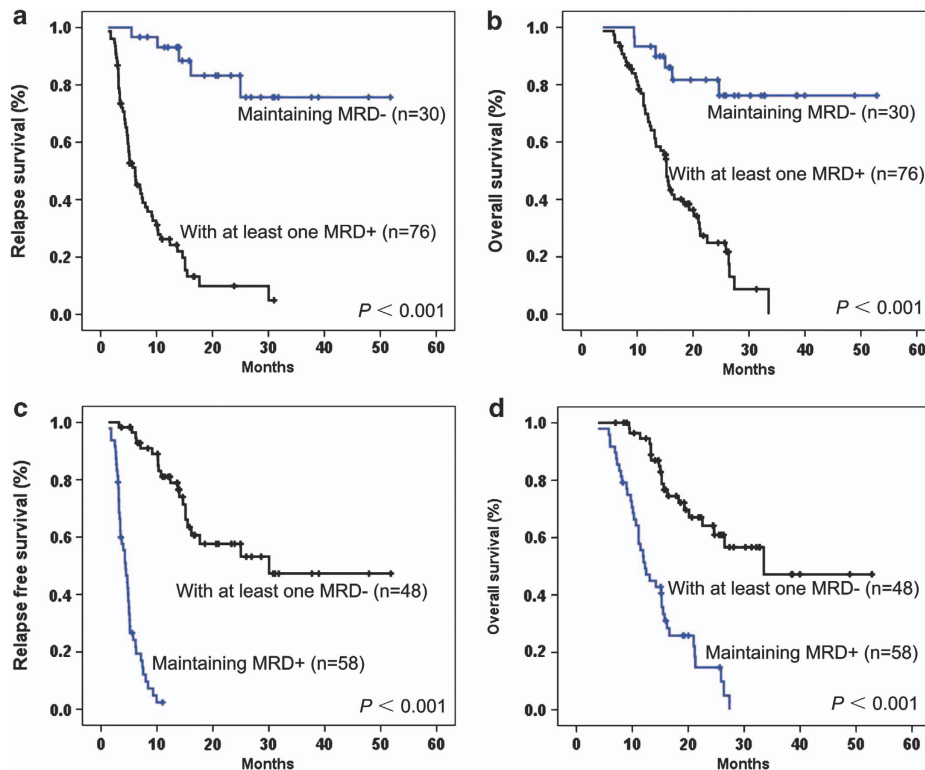 a
Relapse survival (%)
1.0
0.8
0.6
0.4
0.2
0.0
Maintaining MRD- (n=30)
With at least one MRD+ (n=76)
P < 0.001
0 10 20 30 40 50 60
Months
b
Overall survival (%)
1.0
0.8
0.6
0.4
0.2
0.0
Maintaining MRD- (n=30)
With at least one MRD+ (n=76)
P < 0.001
0 10 20 30 40 50 60
Months
c
Relapse free survival (%)
1.0
0.8
0.6
0.4
0.2
0.0
With at least one MRD- (n=48)
Maintaining MRD+ (n=58)
P < 0.001
0 10 20 30 40 50 60
Months
d
Overall survival (%)
1.0
0.8
0.6
0.4
0.2
0.0
With at least one MRD- (n=48)
Maintaining MRD+ (n=58)
P < 0.001
0 10 20 30 40 50 60
Months